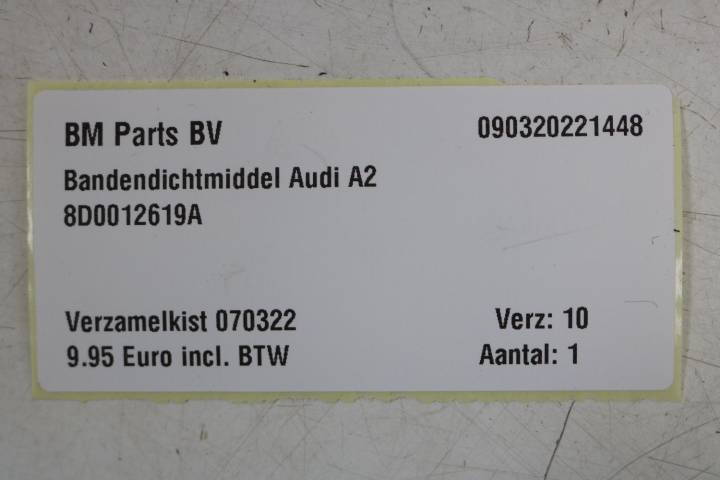 BM Parts BV 090320221448
Bandendichtmiddel Audi A2
8D0012619A
Verzamelkist 070322 Verz: 10
9.95 Euro incl. BTW Aantal: 1